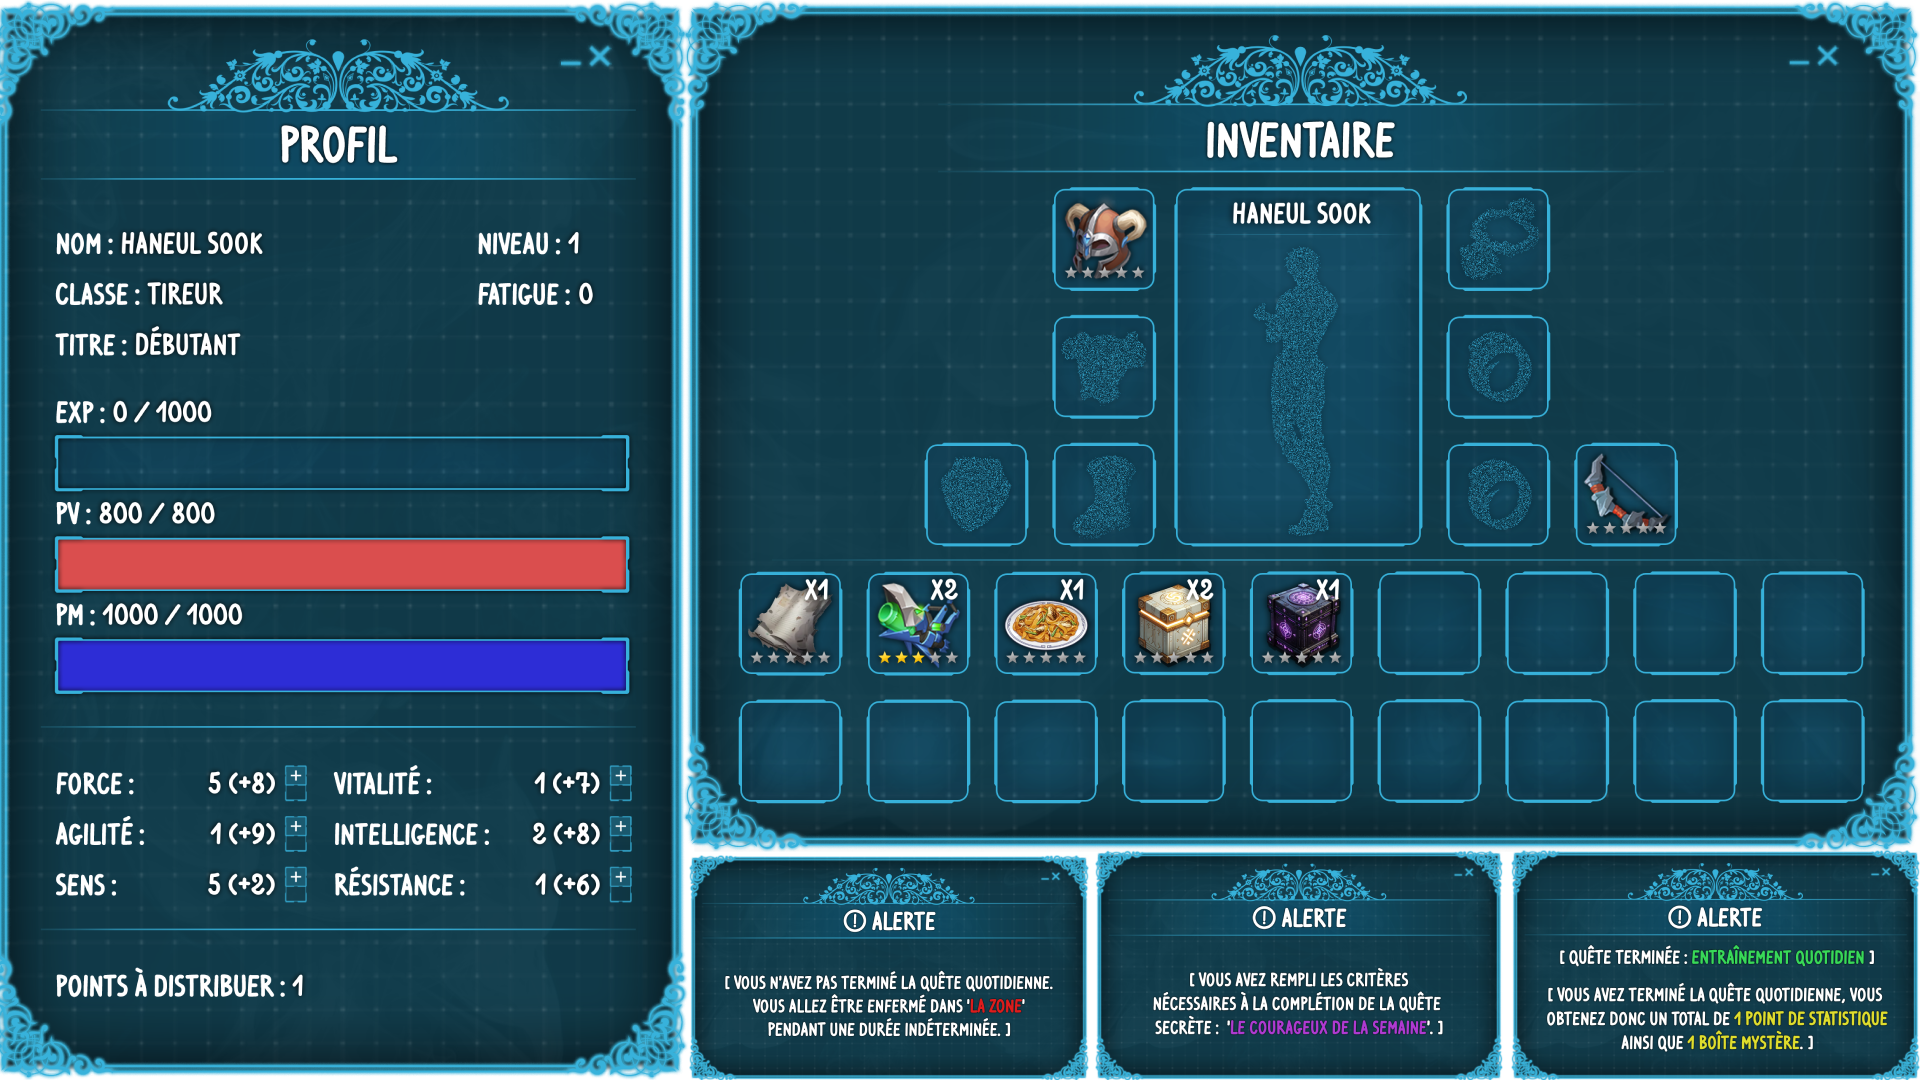 PROFIL
NOM : HANEUL SOOK
NIVEAU : 1
CLASSE : TIREUR
FATIGUE : 0
TITRE : DÉBUTANT
EXP : 0 / 1000
PV : 800 / 800
PM : 1000 / 1000
FORCE : 5 (+8) +
VITALITÉ : 1 (+7) +
AGILITÉ : 1 (+9) +
INTELLIGENCE : 2 (+8) +
SENS : 5 (+2) +
RÉSISTANCE : 1 (+6) +
POINTS À DISTRIBUER : 1
INVENTAIRE
HANEUL SOOK
X1
X2
X1
X2
X1
ALERTE
[ VOUS N'AVEZ PAS TERMINÉ LA QUÊTE QUOTIDIENNE.
VOUS ALLEZ ÊTRE ENFERMÉ DANS 'LA ZONE'
PENDANT UNE DURÉE INDÉTERMINÉE. ]
ALERTE
[ VOUS AVEZ REMPLI LES CRITÈRES
NÉCESSAIRES À LA COMPLÉTION DE LA QUÊTE
SECRÈTE : 'LE COURAGEUX DE LA SEMAINE'. ]
ALERTE
[ QUÊTE TERMINÉE : ENTRAÎNEMENT QUOTIDIEN ]
[ VOUS AVEZ TERMINÉ LA QUÊTE QUOTIDIENNE, VOUS
OBTENEZ DONC UN TOTAL DE 1 POINT DE STATISTIQUE
AINSI QUE 1 BOÎTE MYSTÈRE. ]